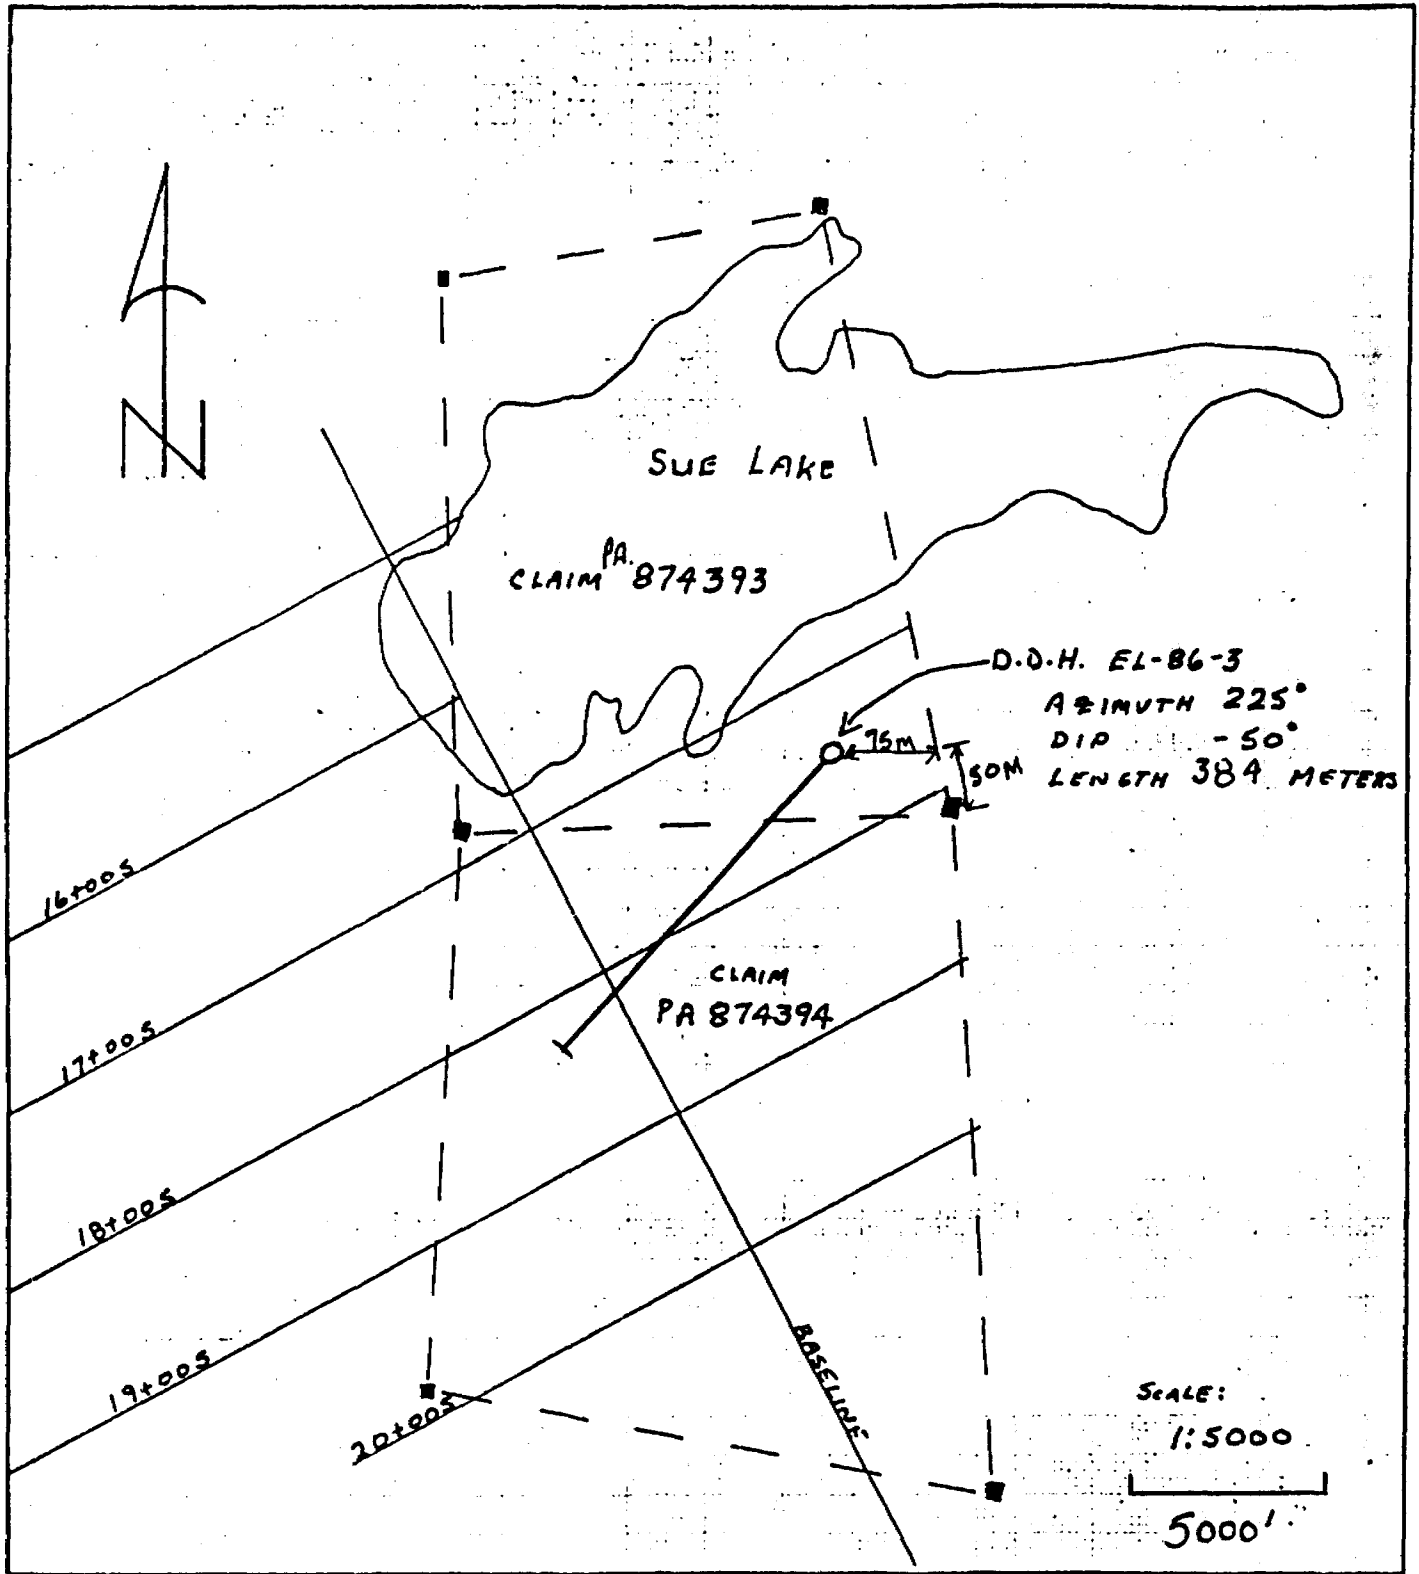 N
SUE LAKE
CLAIM PA. 874393
D.D.H. EL-86-3
AZIMUTH 225°
DIP -50°
LENGTH 384 METERS
75M
50M
16+00S
CLAIM
PA 874394
17+00S
18+00S
19+00S
20+00S
BASELINE
SCALE:
1:5000
5000'